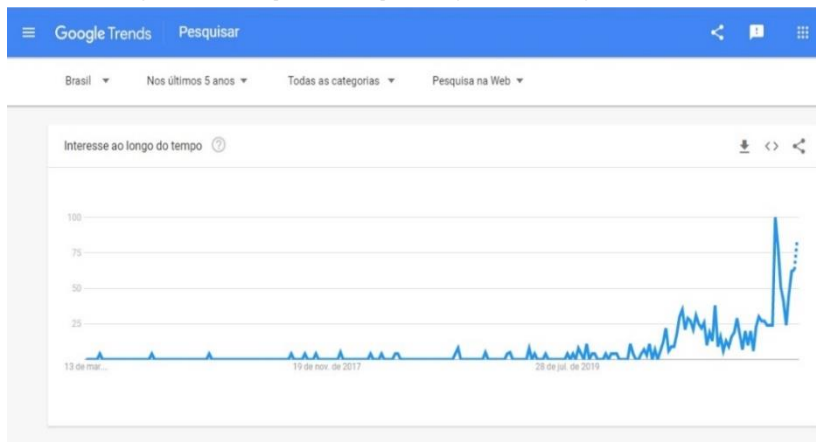 Google Trends Pesquisar
Brasil Nos últimos 5 anos Todas as categorias Pesquisa na Web
Interesse ao longo do tempo
100
75
50
25
13 de mar... 19 de nov. de 2017 28 de jul. de 2019